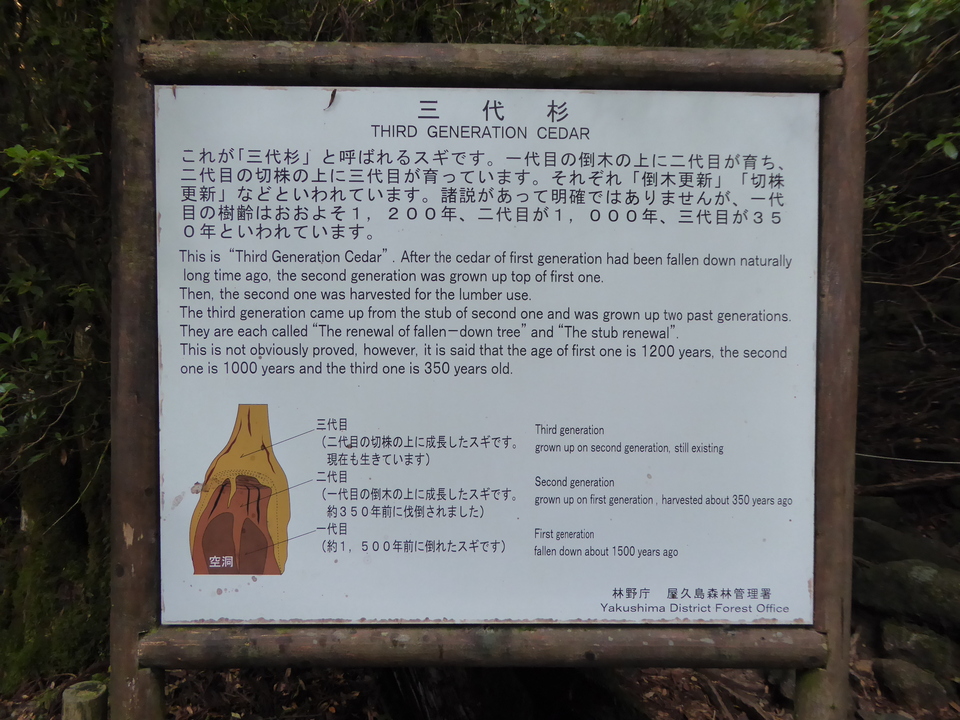 三代杉
THIRD GENERATION CEDAR
これが「三代杉」と呼ばれるスギです。一代目の倒木の上に二代目が育ち、
二代目の切株の上に三代目が育っています。それぞれ「倒木更新」「切株
更新」などといわれています。諸説があって明確ではありませんが、一代
目の樹齢はおおよそ１，２００年、二代目が１，０００年、三代目が３５
０年といわれています。
This is “Third Generation Cedar”. After the cedar of first generation had been fallen down naturally
long time ago, the second generation was grown up top of first one.
Then, the second one was harvested for the lumber use.
The third generation came up from the stub of second one and was grown up two past generations.
They are each called “The renewal of fallen−down tree” and “The stub renewal”.
This is not obviously proved, however, it is said that the age of first one is 1200 years, the second
one is 1000 years and the third one is 350 years old.
三代目
（二代目の切株の上に成長したスギです。
現在も生きています）
Third generation
grown up on second generation, still existing
二代目
（一代目の倒木の上に成長したスギです。
約３５０年前に伐倒されました）
Second generation
grown up on first generation, harvested about 350 years ago
一代目
（約１，５００年前に倒れたスギです）
First generation
fallen down about 1500 years ago
空洞
林野庁　屋久島森林管理署
Yakushima District Forest Office